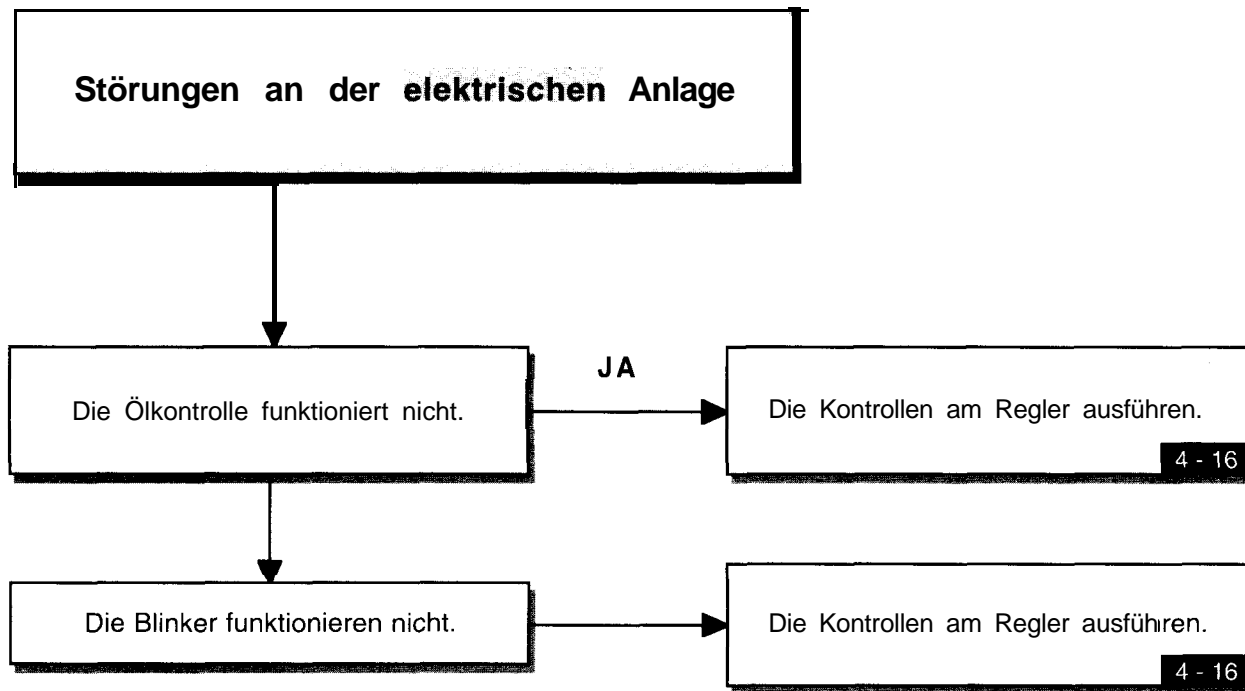 Störungen an der elektrischen Anlage
JA
Die Ölkontrolle funktioniert nicht.
Die Kontrollen am Regler ausführen.
4 - 16
Die Blinker funktionieren nicht.
Die Kontrollen am Regler ausführen.
4 - 16